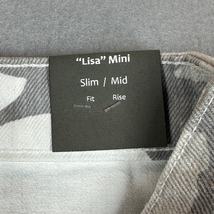 “Lisa” Mini
Slim / Mid
Fit Rise